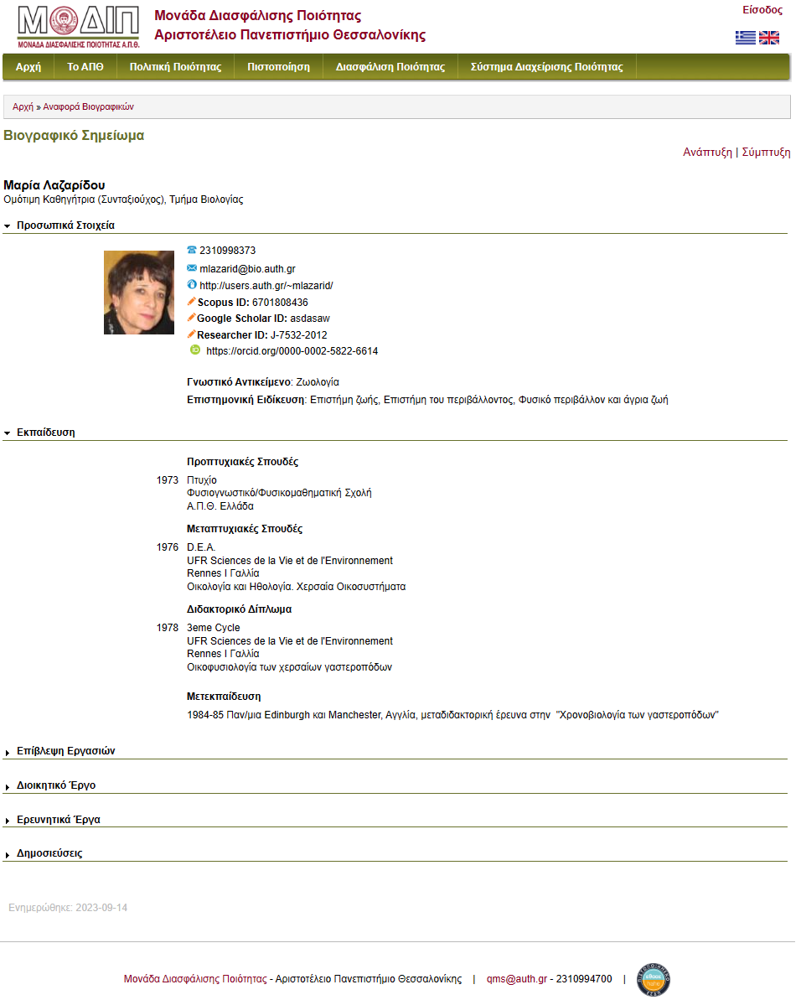 ΜΟΔΙΠ
ΜΟΝΑΔΑ ΔΙΑΣΦΑΛΙΣΗΣ ΠΟΙΟΤΗΤΑΣ Α.Π.Θ.
Μονάδα Διασφάλισης Ποιότητας
Αριστοτέλειο Πανεπιστήμιο Θεσσαλονίκης
Είσοδος
Αρχή Το ΑΠΘ Πολιτική Ποιότητας Πιστοποίηση Διασφάλιση Ποιότητας Σύστημα Διαχείρισης Ποιότητας
Αρχή » Αναφορά Βιογραφικών
Βιογραφικό Σημείωμα
Ανάπτυξη | Σύμπτυξη
Μαρία Λαζαρίδου
Ομότιμη Καθηγήτρια (Συνταξιούχος), Τμήμα Βιολογίας
Προσωπικά Στοιχεία
2310998373
mlazarid@bio.auth.gr
http://users.auth.gr/~mlazarid/
Scopus ID: 6701808436
Google Scholar ID: asdasaw
Researcher ID: J-7532-2012
https://orcid.org/0000-0002-5822-6614
Γνωστικό Αντικείμενο: Ζωολογία
Επιστημονική Ειδίκευση: Επιστήμη ζωής, Επιστήμη του περιβάλλοντος, Φυσικό περιβάλλον και άγρια ζωή
Εκπαίδευση
Προπτυχιακές Σπουδές
1973 Πτυχίο
Φυσιογνωστικό/Φυσικομαθηματική Σχολή
Α.Π.Θ. Ελλάδα
Μεταπτυχιακές Σπουδές
1976 D.E.A.
UFR Sciences de la Vie et de l'Environnement
Rennes I Γαλλία
Οικολογία και Ηθολογία. Χερσαία Οικοσυστήματα
Διδακτορικό Δίπλωμα
1978 3eme Cycle
UFR Sciences de la Vie et de l'Environnement
Rennes I Γαλλία
Οικοφυσιολογία των χερσαίων γαστεροπόδων
Μετεκπαίδευση
1984-85 Παν/μια Edinburgh και Manchester, Αγγλία, μεταδιδακτορική έρευνα στην "Χρονοβιολογία των γαστεροπόδων"
Επίβλεψη Εργασιών
Διοικητικό Έργο
Ερευνητικά Έργα
Δημοσιεύσεις
Ενημερώθηκε: 2023-09-14
Μονάδα Διασφάλισης Ποιότητας - Αριστοτέλειο Πανεπιστήμιο Θεσσαλονίκης | qms@auth.gr - 2310994700 |